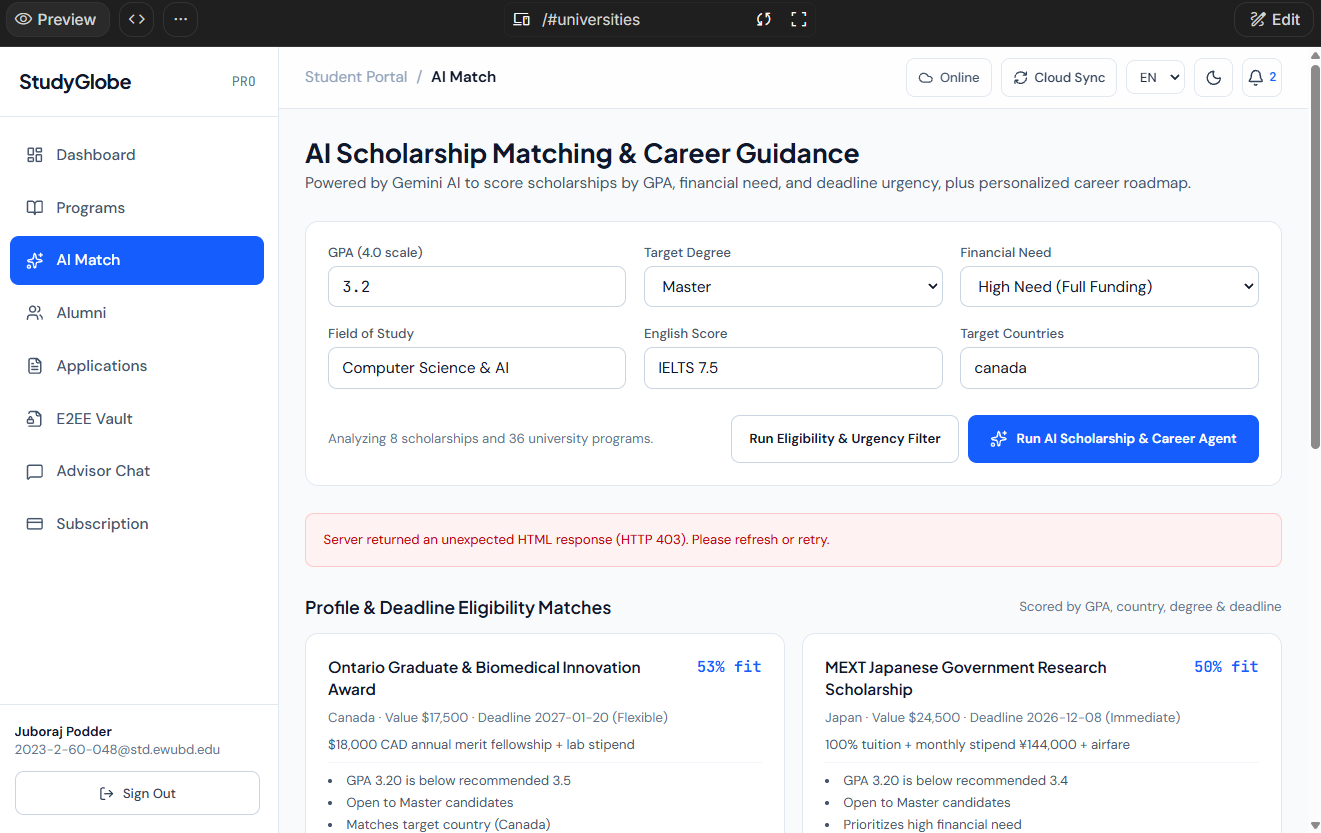 Preview
/#universities
Edit
StudyGlobe PRO
Student Portal / AI Match
Online
Cloud Sync
EN
2
Dashboard
Programs
AI Match
Alumni
Applications
E2EE Vault
Advisor Chat
Subscription
Juboraj Podder
2023-2-60-048@std.ewubd.edu
Sign Out
AI Scholarship Matching & Career Guidance
Powered by Gemini AI to score scholarships by GPA, financial need, and deadline urgency, plus personalized career roadmap.
GPA (4.0 scale)
3.2
Target Degree
Master
Financial Need
High Need (Full Funding)
Field of Study
Computer Science & AI
English Score
IELTS 7.5
Target Countries
canada
Analyzing 8 scholarships and 36 university programs.
Run Eligibility & Urgency Filter
Run AI Scholarship & Career Agent
Server returned an unexpected HTML response (HTTP 403). Please refresh or retry.
Profile & Deadline Eligibility Matches
Scored by GPA, country, degree & deadline
Ontario Graduate & Biomedical Innovation
Award
53% fit
Canada · Value $17,500 · Deadline 2027-01-20 (Flexible)
$18,000 CAD annual merit fellowship + lab stipend
• GPA 3.20 is below recommended 3.5
• Open to Master candidates
• Matches target country (Canada)
MEXT Japanese Government Research
Scholarship
50% fit
Japan · Value $24,500 · Deadline 2026-12-08 (Immediate)
100% tuition + monthly stipend ¥144,000 + airfare
• GPA 3.20 is below recommended 3.4
• Open to Master candidates
• Prioritizes high financial need